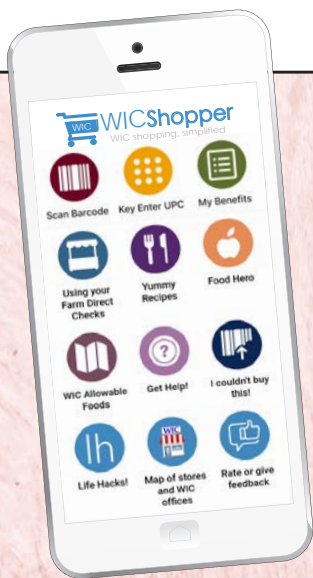 WIC WICShopper
WIC shopping, simplified
Scan Barcode Key Enter UPC My Benefits
Using your
Farm Direct
Checks
Yummy
Recipes
Food Hero
WIC Allowable
Foods
Get Help!
I couldn't buy
this!
lh
Life Hacks!
WIC
Map of stores
and WIC
offices
Rate or give
feedback